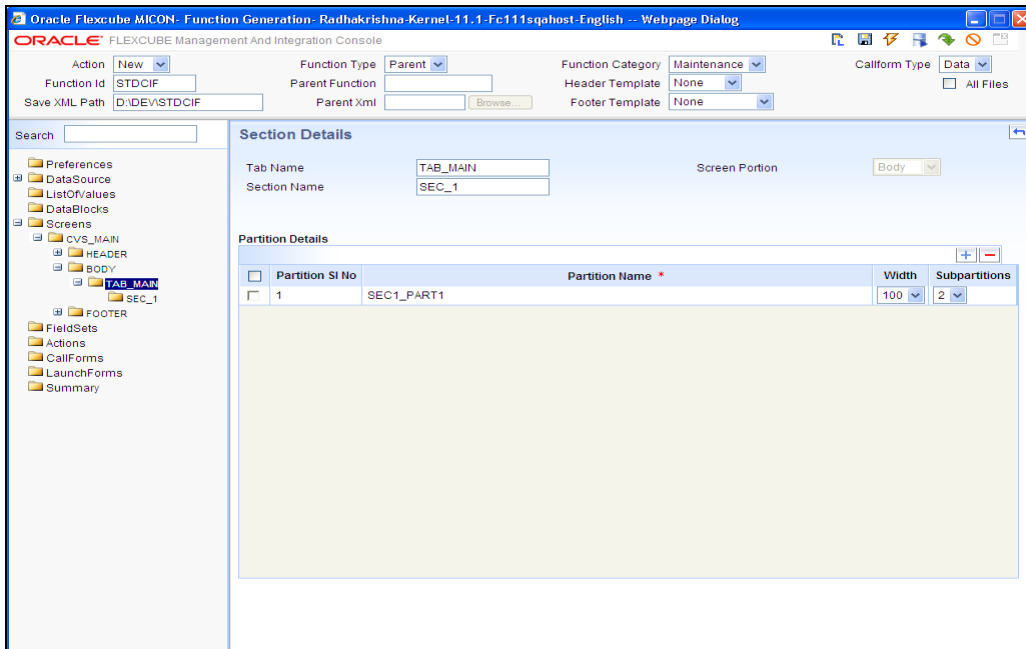 Oracle Flexcube MICON- Function Generation- Radhakrishna-Kernel-11.1-Fc111sqahost-English -- Webpage Dialog
ORACLE FLEXCUBE Management And Integration Console
Action New Function Type Parent Function Category Maintenance Callform Type Data
Function Id STDCIF Parent Function Header Template None All Files
Save XML Path D:\DEV\STDCIF Parent Xml Browse... Footer Template None
Search
Preferences
DataSource
ListOfValues
DataBlocks
Screens
CVS_MAIN
HEADER
BODY
TAB_MAIN
SEC_1
FOOTER
FieldSets
Actions
CallForms
LaunchForms
Summary
Section Details
Tab Name TAB_MAIN Screen Portion Body
Section Name SEC_1
Partition Details
Partition Sl No Partition Name * Width Subpartitions
1 SEC1_PART1 100 2